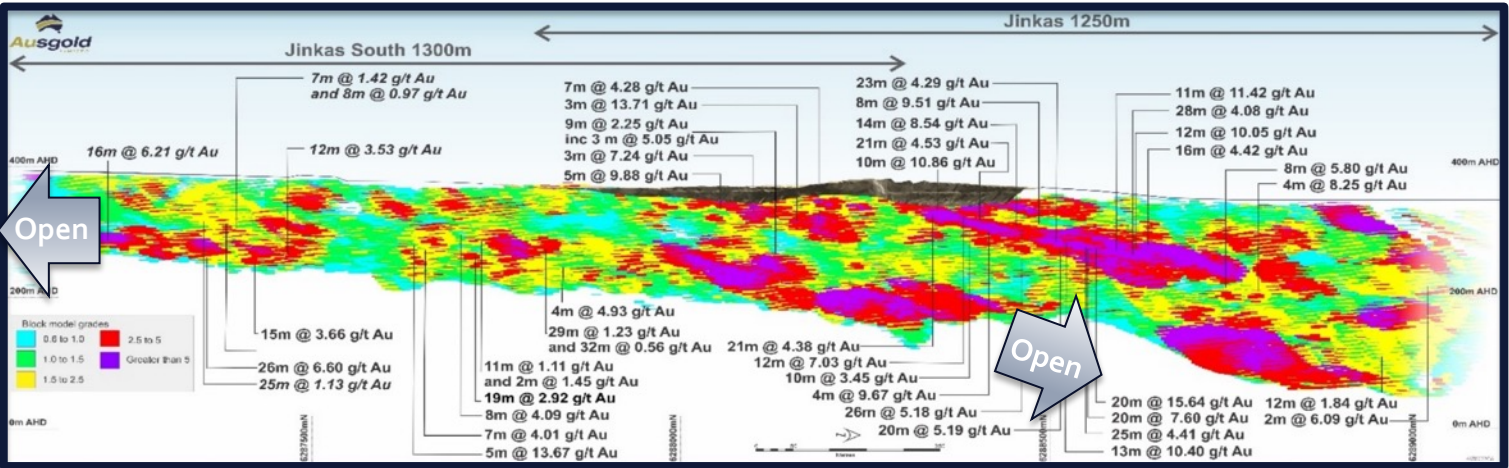 Ausgold
Jinkas 1250m
Jinkas South 1300m
7m @ 1.42 g/t Au
and 8m @ 0.97 g/t Au
16m @ 6.21 g/t Au
12m @ 3.53 g/t Au
7m @ 4.28 g/t Au
3m @ 13.71 g/t Au
9m @ 2.25 g/t Au
inc 3 m @ 5.05 g/t Au
3m @ 7.24 g/t Au
5m @ 9.88 g/t Au
23m @ 4.29 g/t Au
8m @ 9.51 g/t Au
14m @ 8.54 g/t Au
21m @ 4.53 g/t Au
10m @ 10.86 g/t Au
11m @ 11.42 g/t Au
28m @ 4.08 g/t Au
12m @ 10.05 g/t Au
16m @ 4.42 g/t Au
8m @ 5.80 g/t Au
4m @ 8.25 g/t Au
400m AHD
400m AHD
Open
200m AHD
200m AHD
Block model grades
0.6 to 1.0
1.0 to 1.5
1.5 to 2.5
2.5 to 5
Greater than 5
15m @ 3.66 g/t Au
26m @ 6.60 g/t Au
25m @ 1.13 g/t Au
4m @ 4.93 g/t Au
29m @ 1.23 g/t Au
and 32m @ 0.56 g/t Au
11m @ 1.11 g/t Au
and 2m @ 1.45 g/t Au
19m @ 2.92 g/t Au
8m @ 4.09 g/t Au
7m @ 4.01 g/t Au
5m @ 13.67 g/t Au
21m @ 4.38 g/t Au
12m @ 7.03 g/t Au
10m @ 3.45 g/t Au
4m @ 9.67 g/t Au
26m @ 5.18 g/t Au
20m @ 5.19 g/t Au
Open
20m @ 15.64 g/t Au
20m @ 7.60 g/t Au
25m @ 4.41 g/t Au
13m @ 10.40 g/t Au
12m @ 1.84 g/t Au
2m @ 6.09 g/t Au
0m AHD
0m AHD
6287500mN
6288000mN
6288500mN
6289000mN